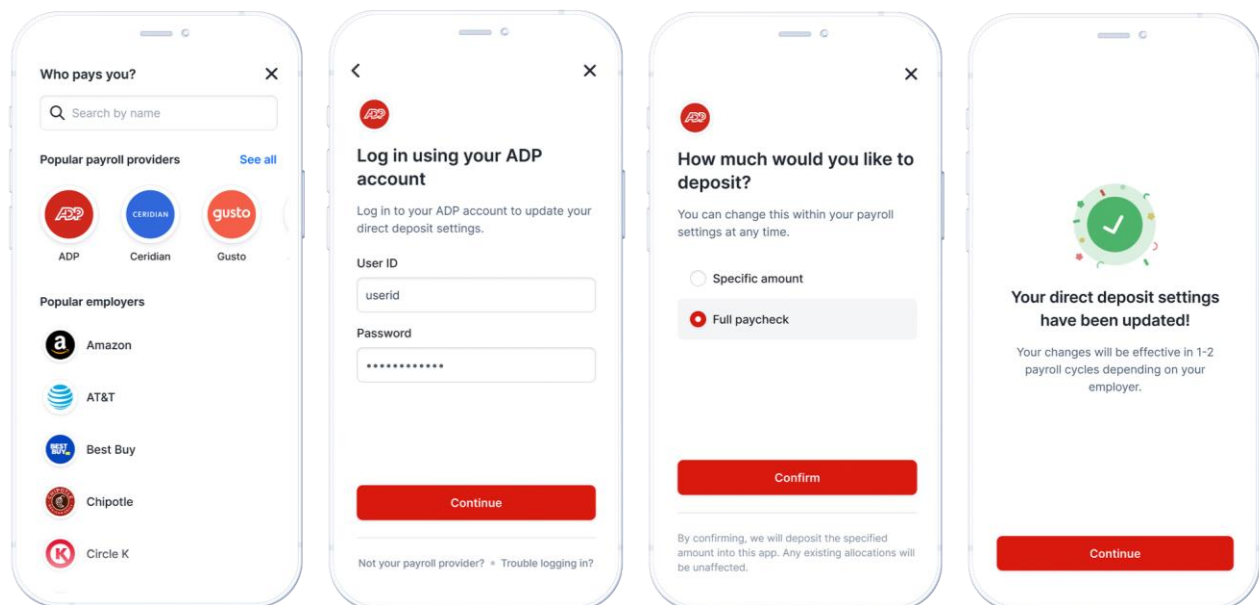 Who pays you?
Search by name
Popular payroll providers See all
ADP CERIDIAN gusto
ADP Ceridian Gusto
Popular employers
a Amazon
AT&T
BEST BUY Best Buy
Chipotle
K Circle K
ADP
Log in using your ADP
account
Log in to your ADP account to update your
direct deposit settings.
User ID
userid
Password
••••••••••••
Continue
Not your payroll provider? • Trouble logging in?
ADP
How much would you like to
deposit?
You can change this within your payroll
settings at any time.
Specific amount
Full paycheck
Confirm
By confirming, we will deposit the specified
amount into this app. Any existing allocations will
be unaffected.
Your direct deposit settings
have been updated!
Your changes will be effective in 1-2
payroll cycles depending on your
employer.
Continue